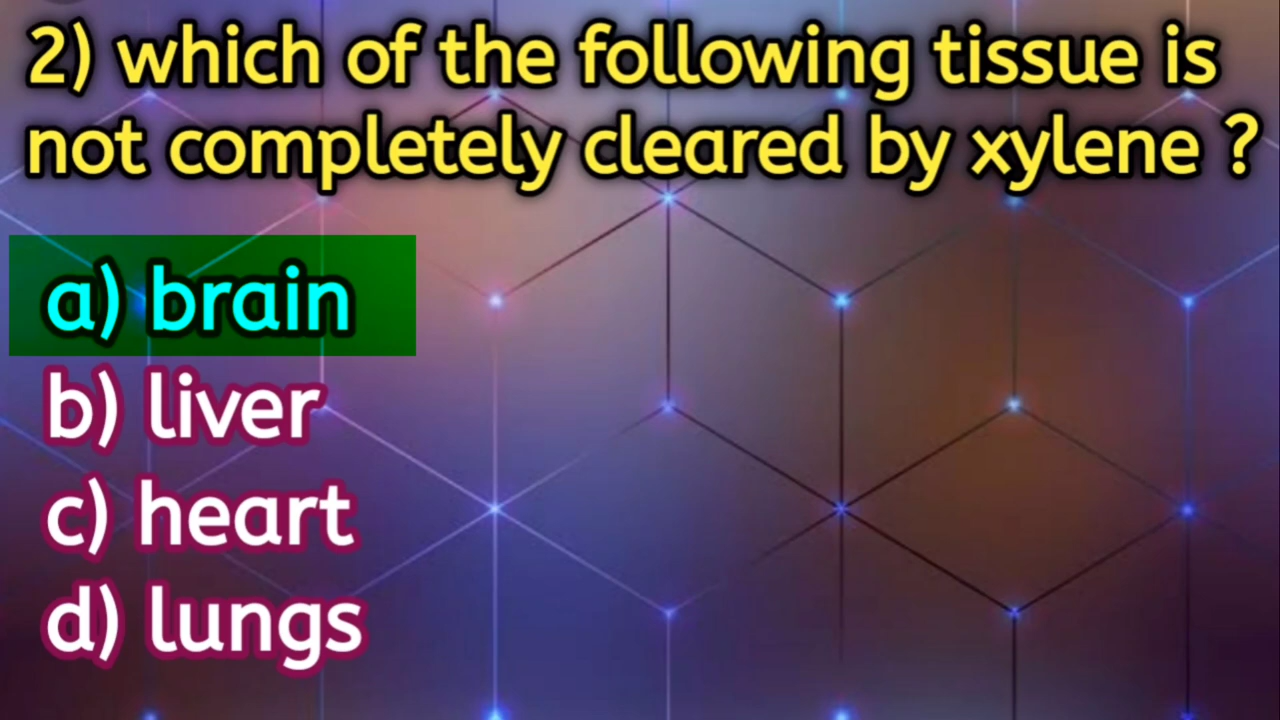 2) which of the following tissue is
not completely cleared by xylene ?
a) brain
b) liver
c) heart
d) lungs